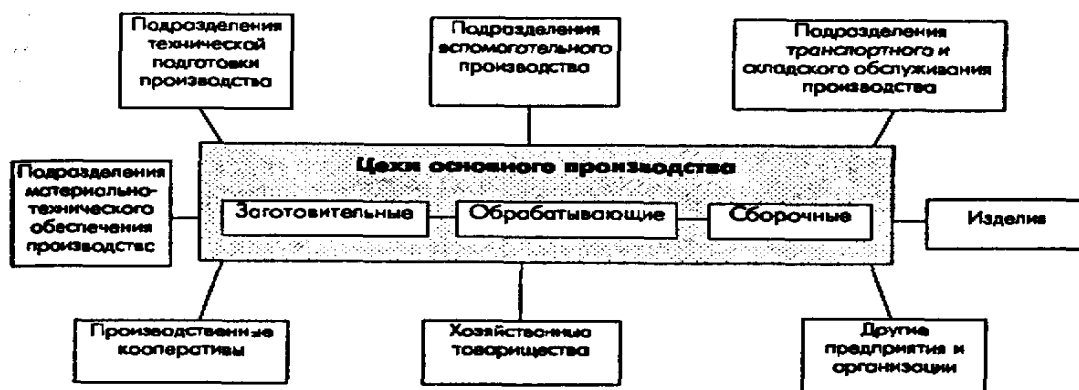 Подразделения
технической
подготовки
производства
Подразделения
вспомогательного
производства
Подразделения
транспортного и
складского обслуживания
производства
Цехи основного производства
Подразделения
материально-
технического
обеспечения
производства
Заготовительные
Обрабатывающие
Сборочные
Изделия
Производственные
кооперативы
Хозяйственные
товарищества
Другие
предприятия и
организации